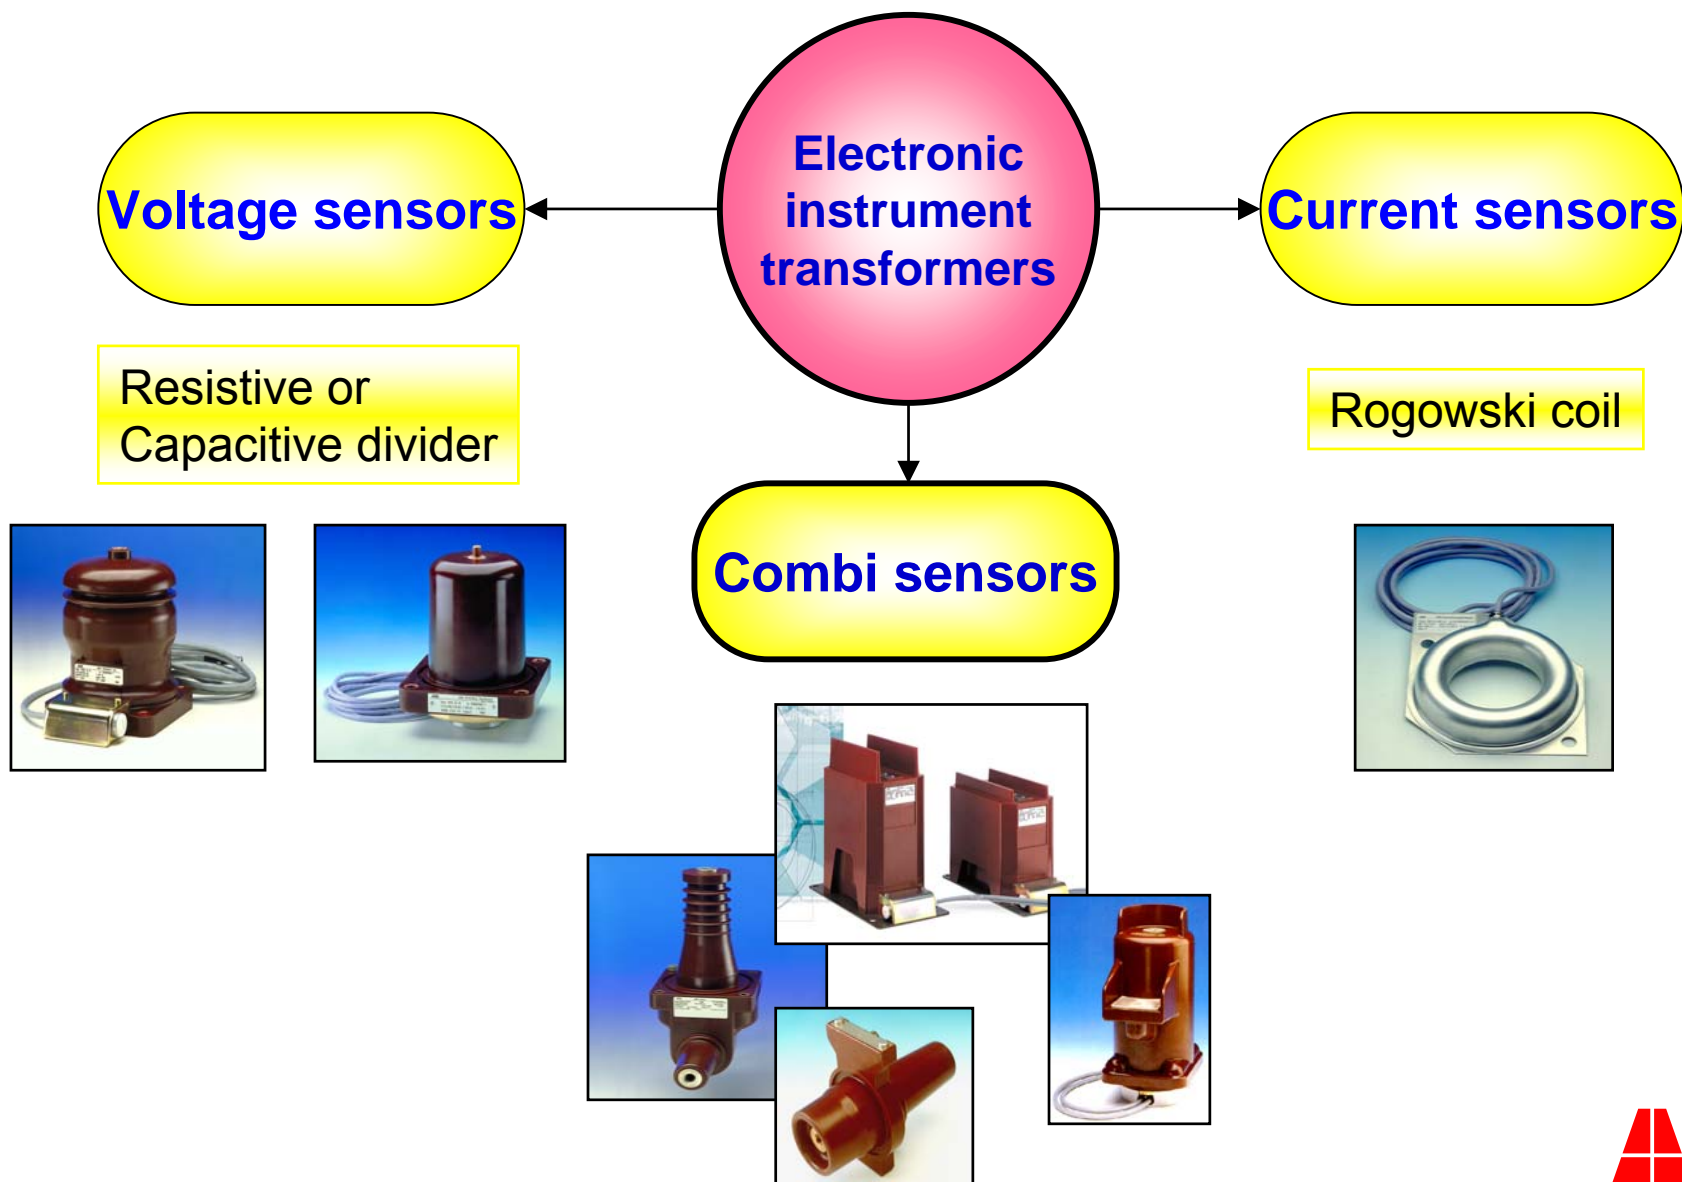 Electronic
instrument
transformers
Voltage sensors
Current sensors
Resistive or
Capacitive divider
Rogowski coil
Combi sensors